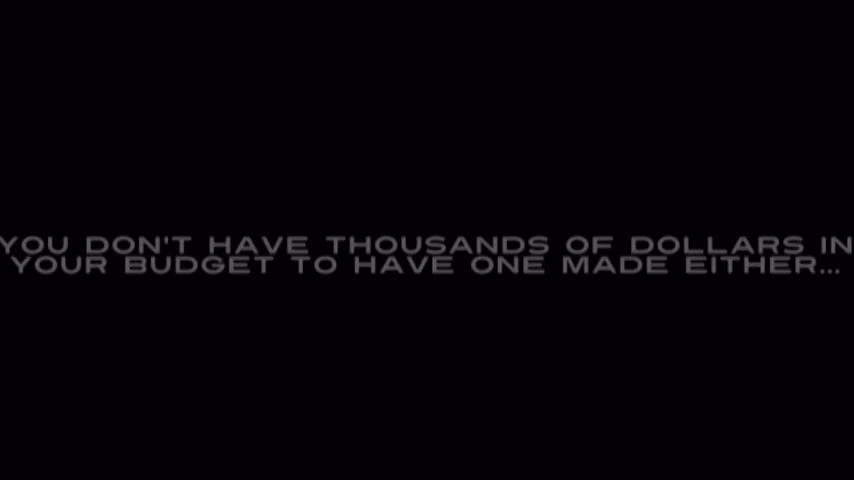 YOU DON'T HAVE THOUSANDS OF DOLLARS IN
YOUR BUDGET TO HAVE ONE MADE EITHER...